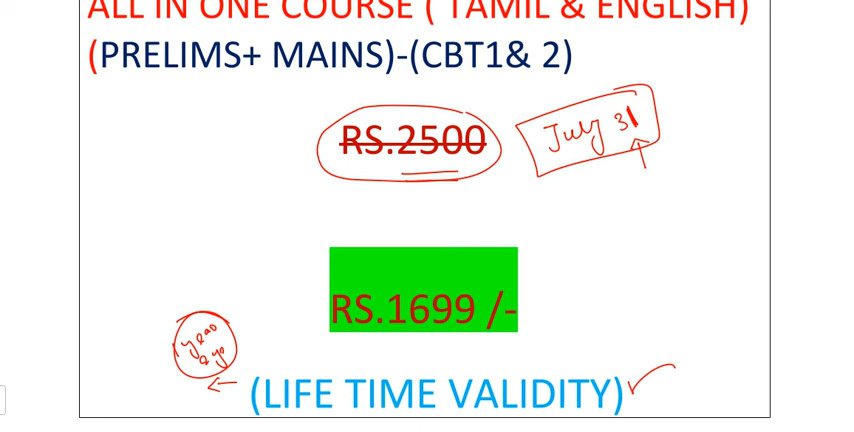 ALL IN ONE COURSE ( TAMIL & ENGLISH)
(PRELIMS+ MAINS)-(CBT1& 2)
RS.2500
July 31
RS.1699 /-
(LIFE TIME VALIDITY)